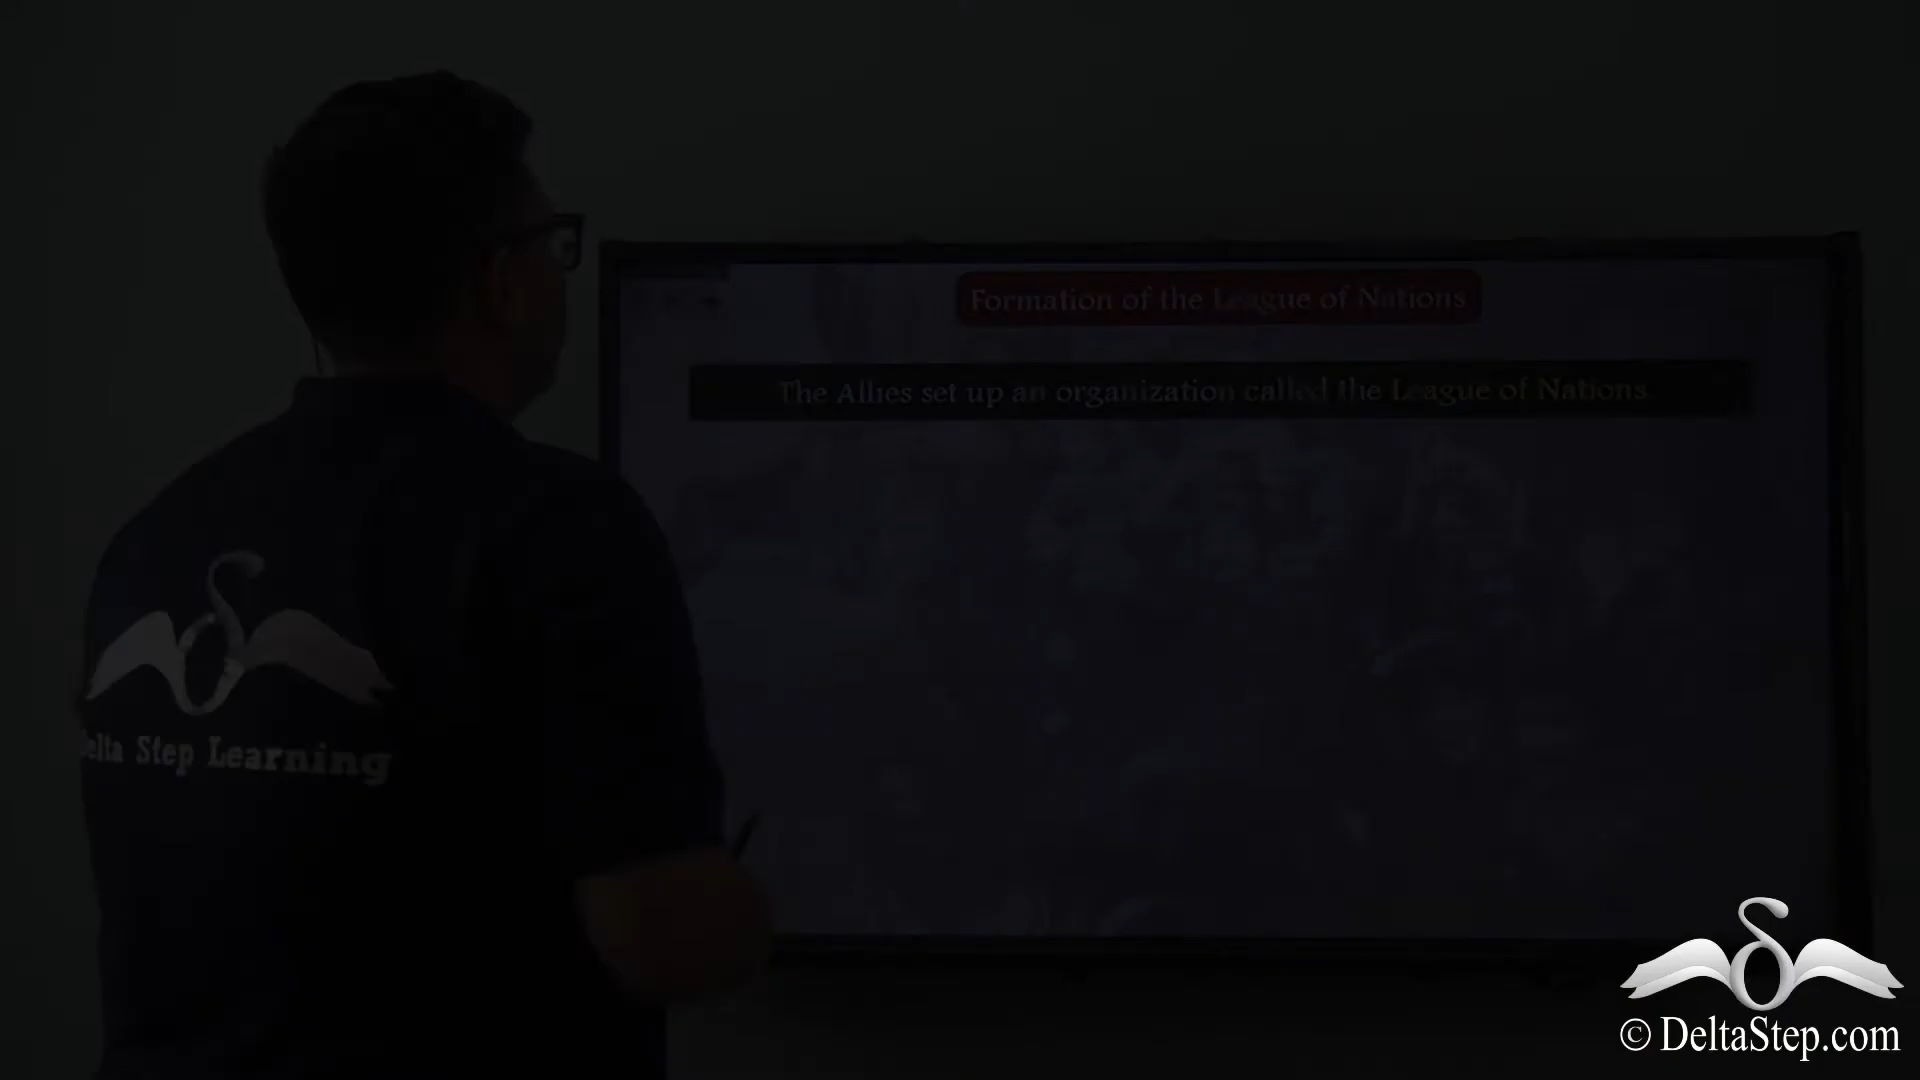 Formation of the League of Nations
The Allies set up an organization called the League of Nations
Delta Step Learning
© DeltaStep.com